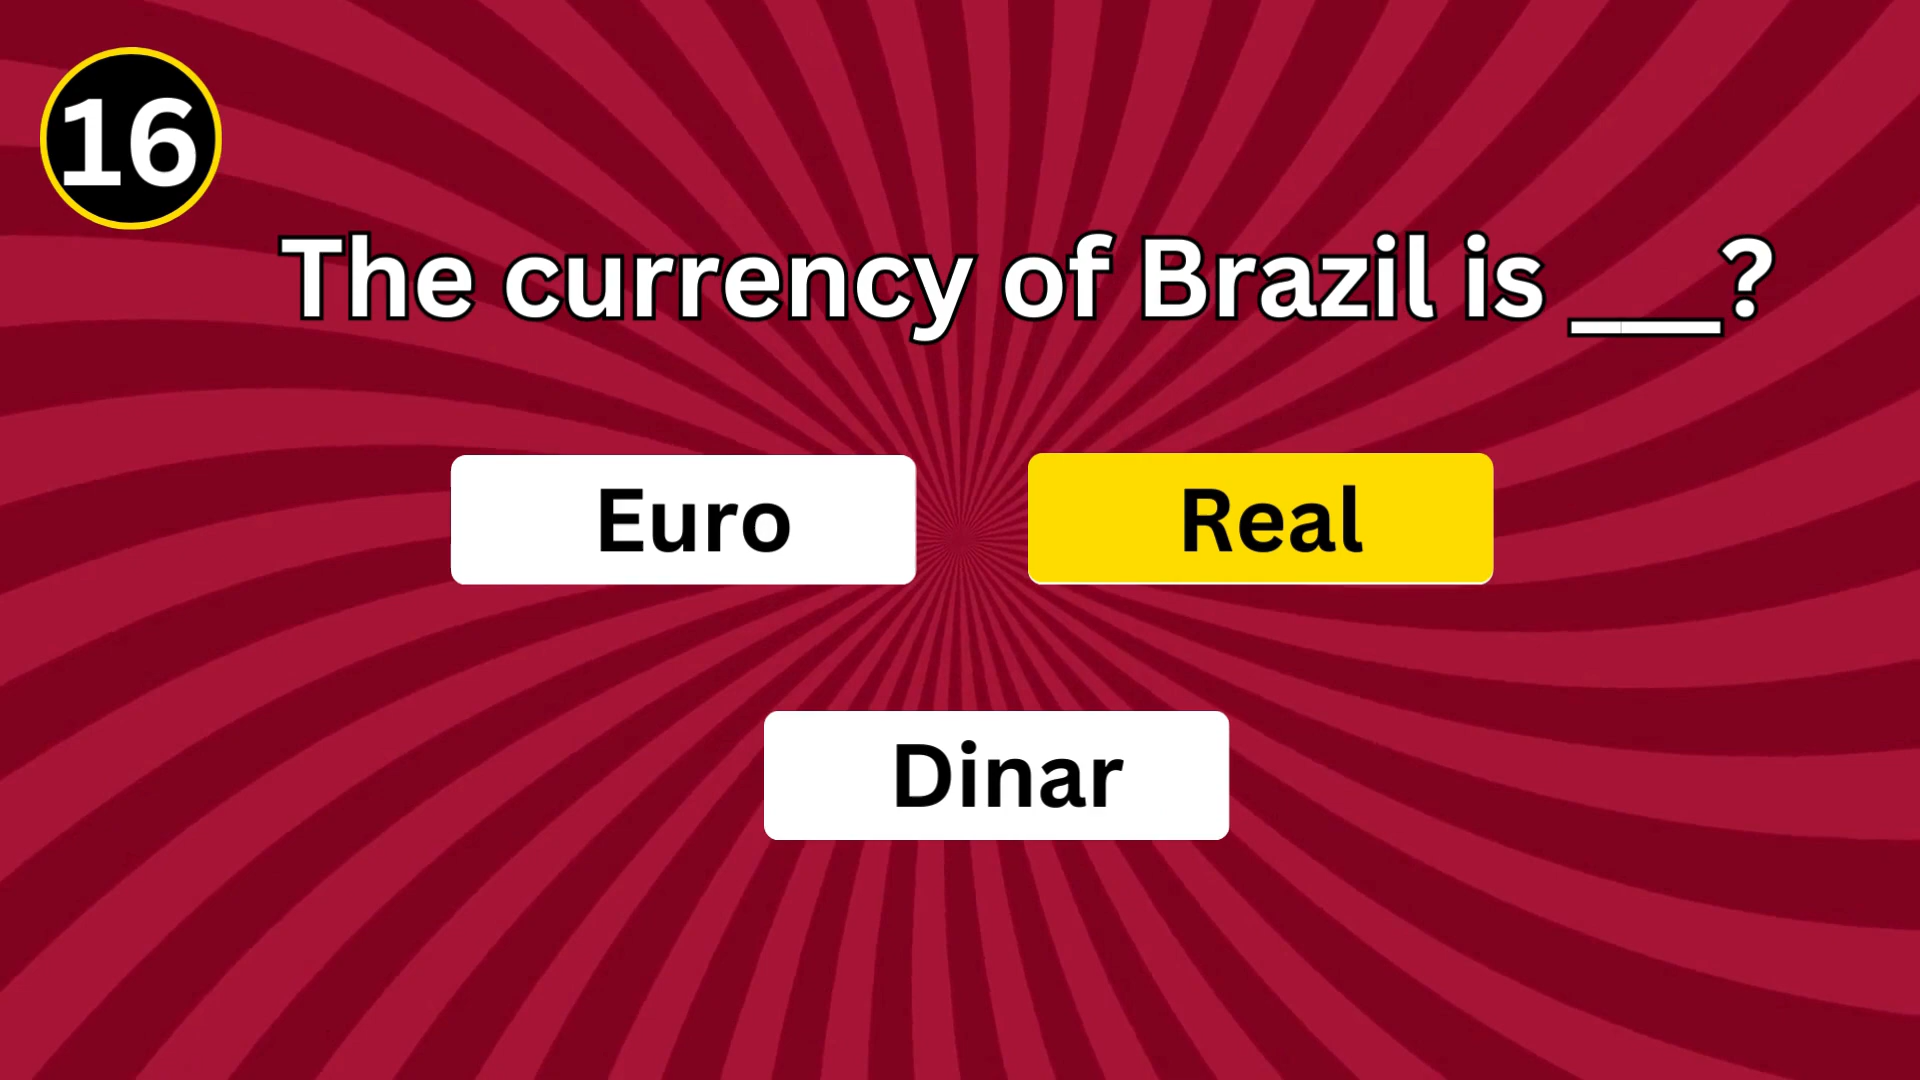 16
The currency of Brazil is ___?
Euro
Real
Dinar